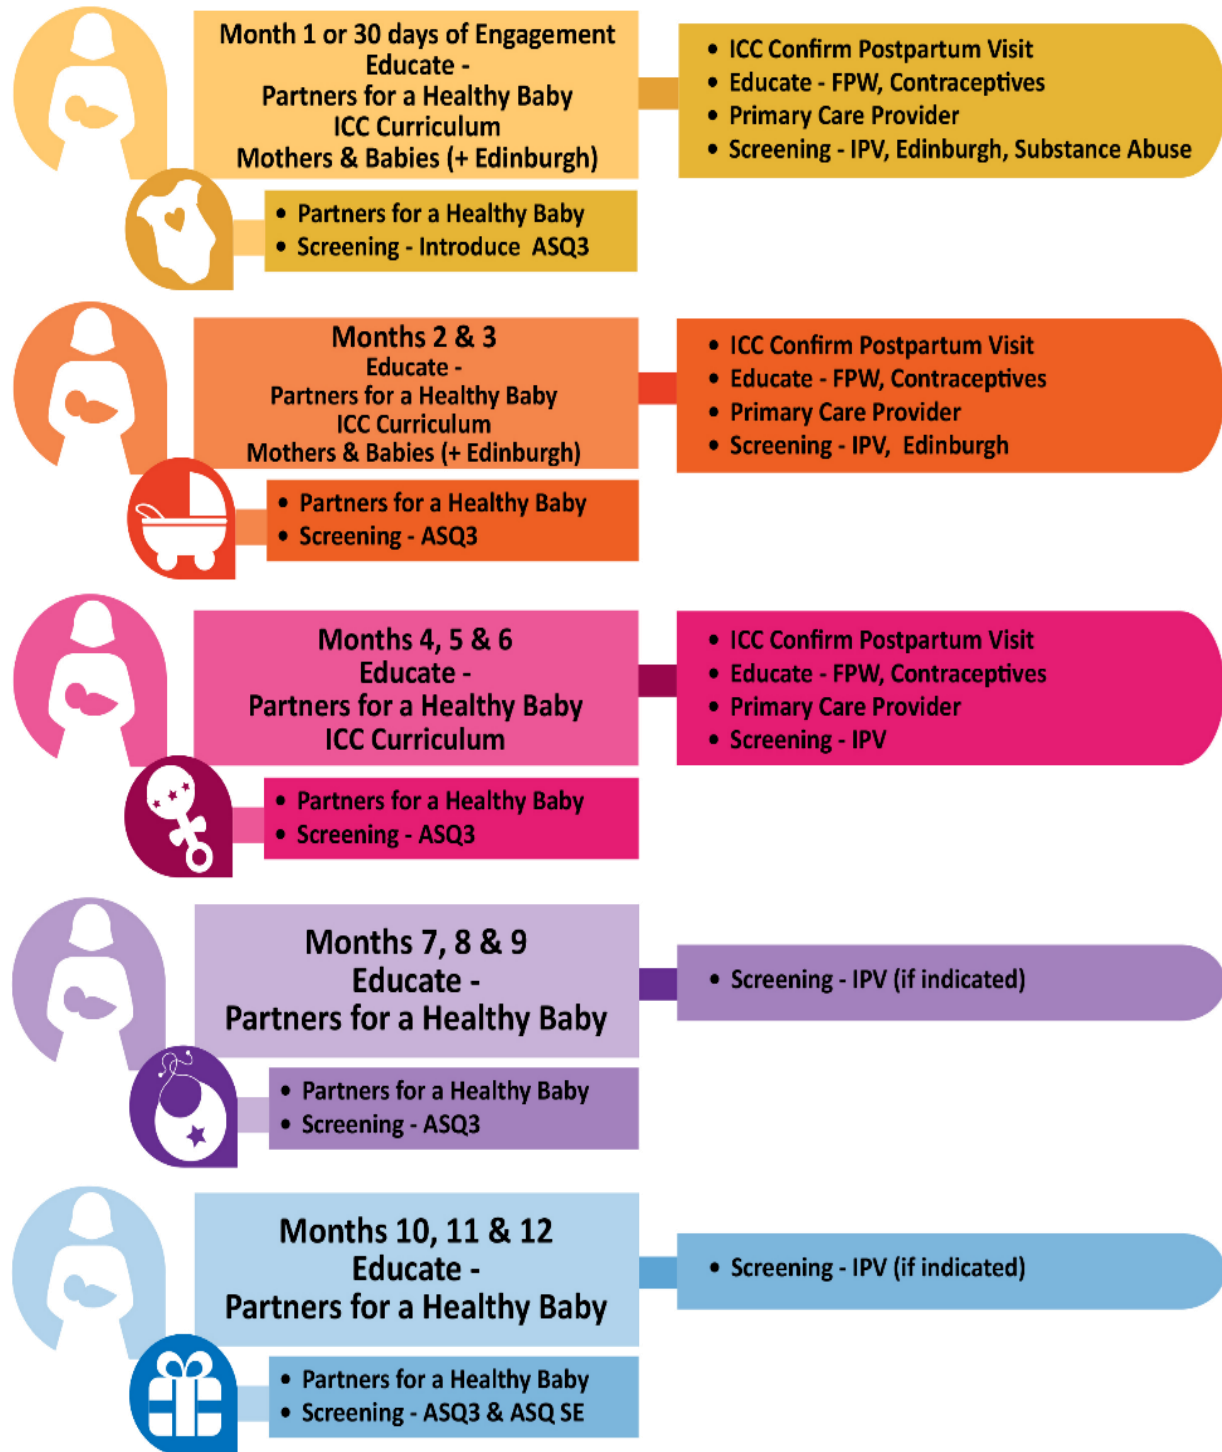 Month 1 or 30 days of Engagement
Educate -
Partners for a Healthy Baby
ICC Curriculum
Mothers & Babies (+ Edinburgh)
• ICC Confirm Postpartum Visit
• Educate - FPW, Contraceptives
• Primary Care Provider
• Screening - IPV, Edinburgh, Substance Abuse
• Partners for a Healthy Baby
• Screening - Introduce ASQ3
Months 2 & 3
Educate -
Partners for a Healthy Baby
ICC Curriculum
Mothers & Babies (+ Edinburgh)
• ICC Confirm Postpartum Visit
• Educate - FPW, Contraceptives
• Primary Care Provider
• Screening - IPV, Edinburgh
• Partners for a Healthy Baby
• Screening - ASQ3
Months 4, 5 & 6
Educate -
Partners for a Healthy Baby
ICC Curriculum
• ICC Confirm Postpartum Visit
• Educate - FPW, Contraceptives
• Primary Care Provider
• Screening - IPV
• Partners for a Healthy Baby
• Screening - ASQ3
Months 7, 8 & 9
Educate -
Partners for a Healthy Baby
• Screening - IPV (if indicated)
• Partners for a Healthy Baby
• Screening - ASQ3
Months 10, 11 & 12
Educate -
Partners for a Healthy Baby
• Screening - IPV (if indicated)
• Partners for a Healthy Baby
• Screening - ASQ3 & ASQ SE